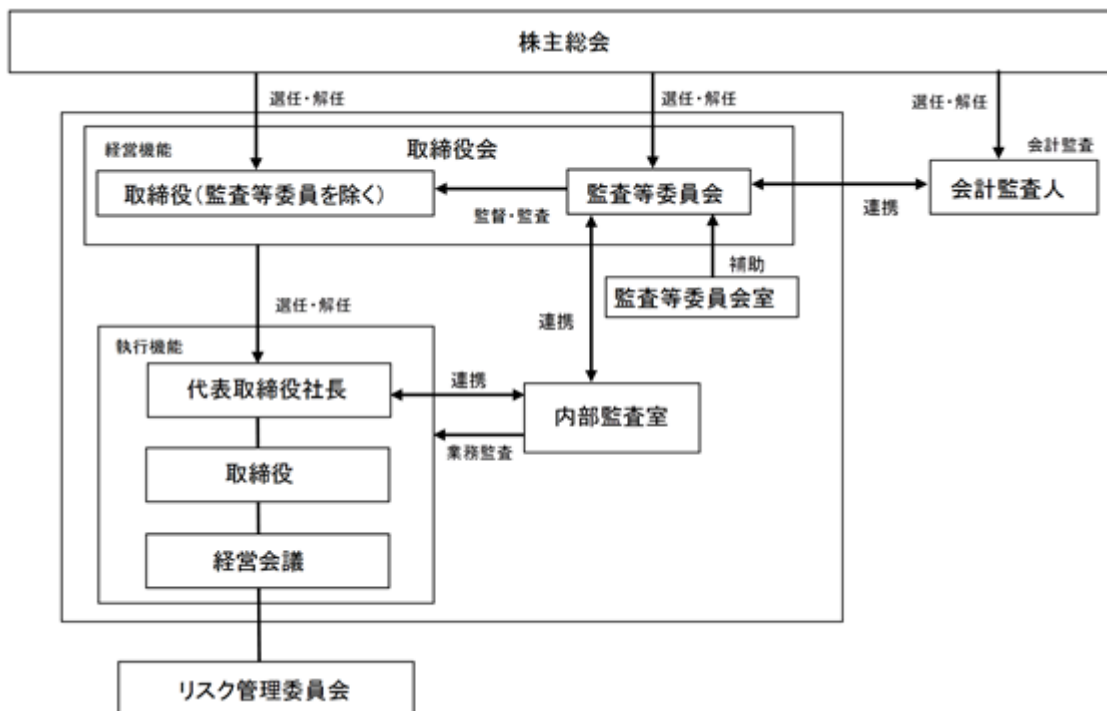 株主総会
選任・解任
選任・解任
選任・解任
経営機能
取締役会
会計監査
取締役（監査等委員を除く）
監査等委員会
会計監査人
監督・監査
連携
補助
監査等委員会室
選任・解任
連携
執行機能
代表取締役社長
連携
内部監査室
業務監査
取締役
経営会議
リスク管理委員会